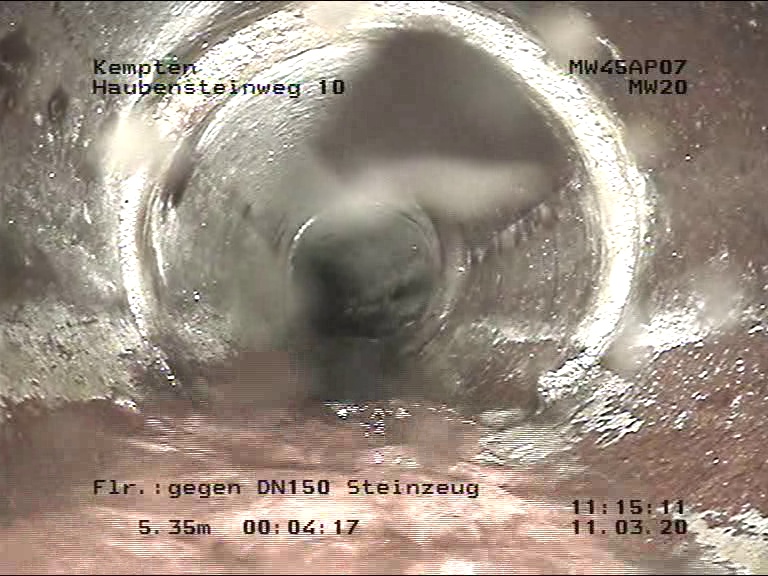 Kempten MW45AP07
Haubensteinweg 10 MW20
Flr.:gegen DN150 Steinzeug
11:15:11
5.35m 00:04:17 11.03.20